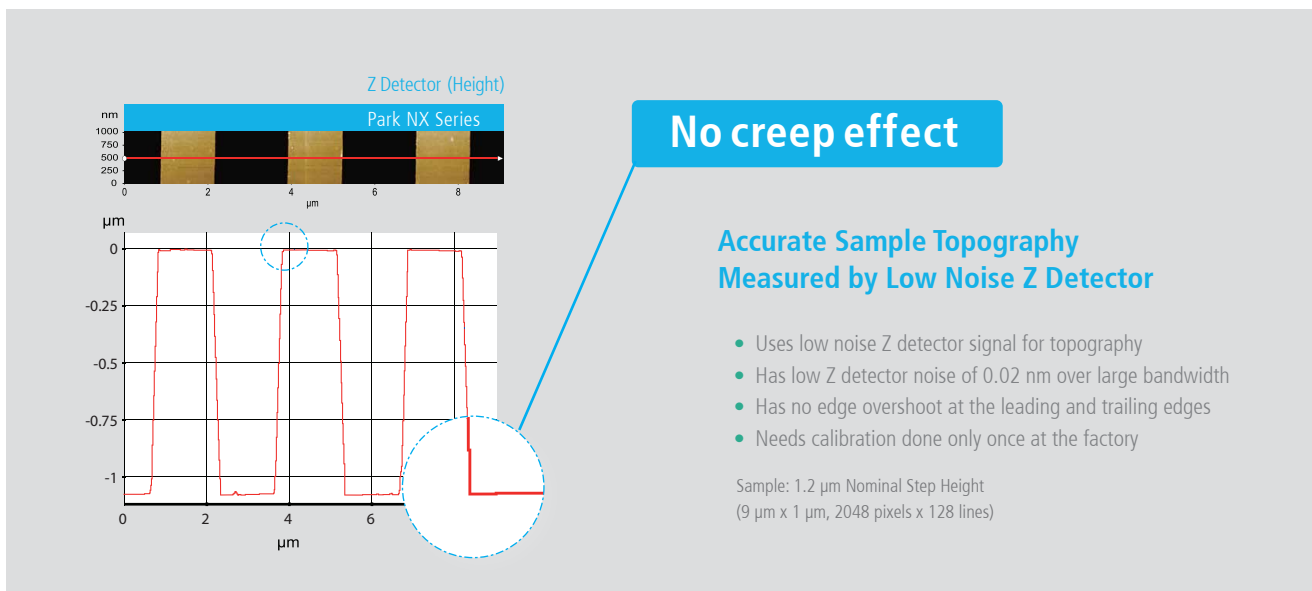 Z Detector (Height)
Park NX Series
nm
1000
750
500
250
0
0 2 4 6 8
µm
µm
0
-0.25
-0.5
-0.75
-1
0 2 4 6
µm
No creep effect
Accurate Sample Topography
Measured by Low Noise Z Detector
• Uses low noise Z detector signal for topography
• Has low Z detector noise of 0.02 nm over large bandwidth
• Has no edge overshoot at the leading and trailing edges
• Needs calibration done only once at the factory
Sample: 1.2 µm Nominal Step Height
(9 µm x 1 µm, 2048 pixels x 128 lines)